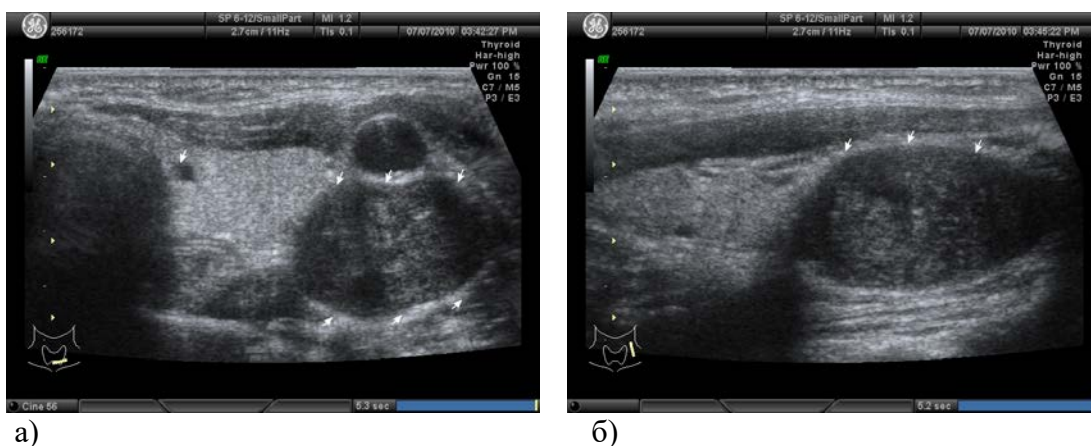 SP 6-12/SmallPart MI 1.2
256172 2.7cm / 11Hz Tis 0.1 07/07/2010 03:42:27 PM
Thyroid
Har-high
Pwr 100 %
Gn 15
C7 / M5
P3 / E3
Cine 56 5.3 sec
а)
SP 6-12/SmallPart MI 1.2
256172 2.7cm / 11Hz Tis 0.1 07/07/2010 03:45:22 PM
Thyroid
Har-high
Pwr 100 %
Gn 15
C7 / M5
P3 / E3
5.2 sec
б)